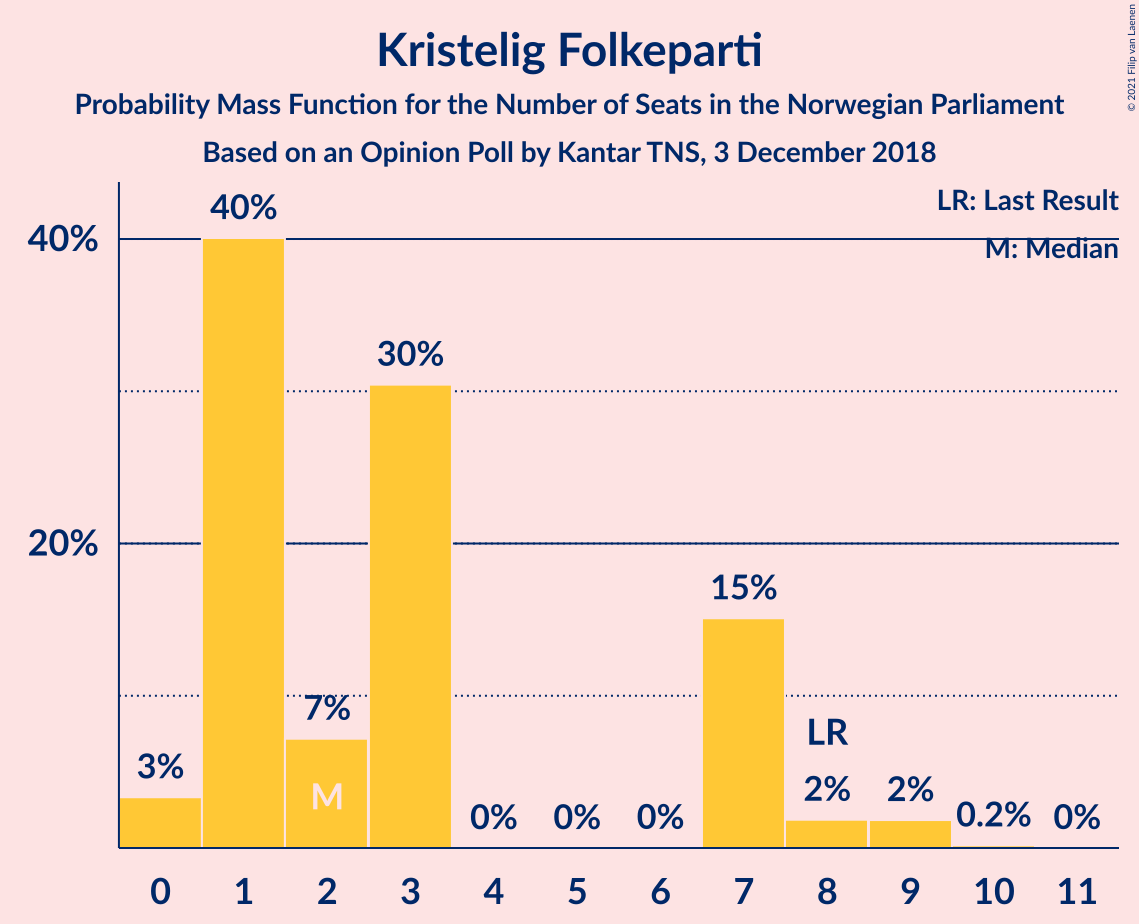 Kristelig Folkeparti
Probability Mass Function for the Number of Seats in the Norwegian Parliament
Based on an Opinion Poll by Kantar TNS, 3 December 2018
© 2021 Filip van Laenen
LR: Last Result
M: Median
40%
20%
3%
40%
7%
M
30%
0%
0%
0%
15%
LR
2%
2%
0.2%
0%
0 1 2 3 4 5 6 7 8 9 10 11